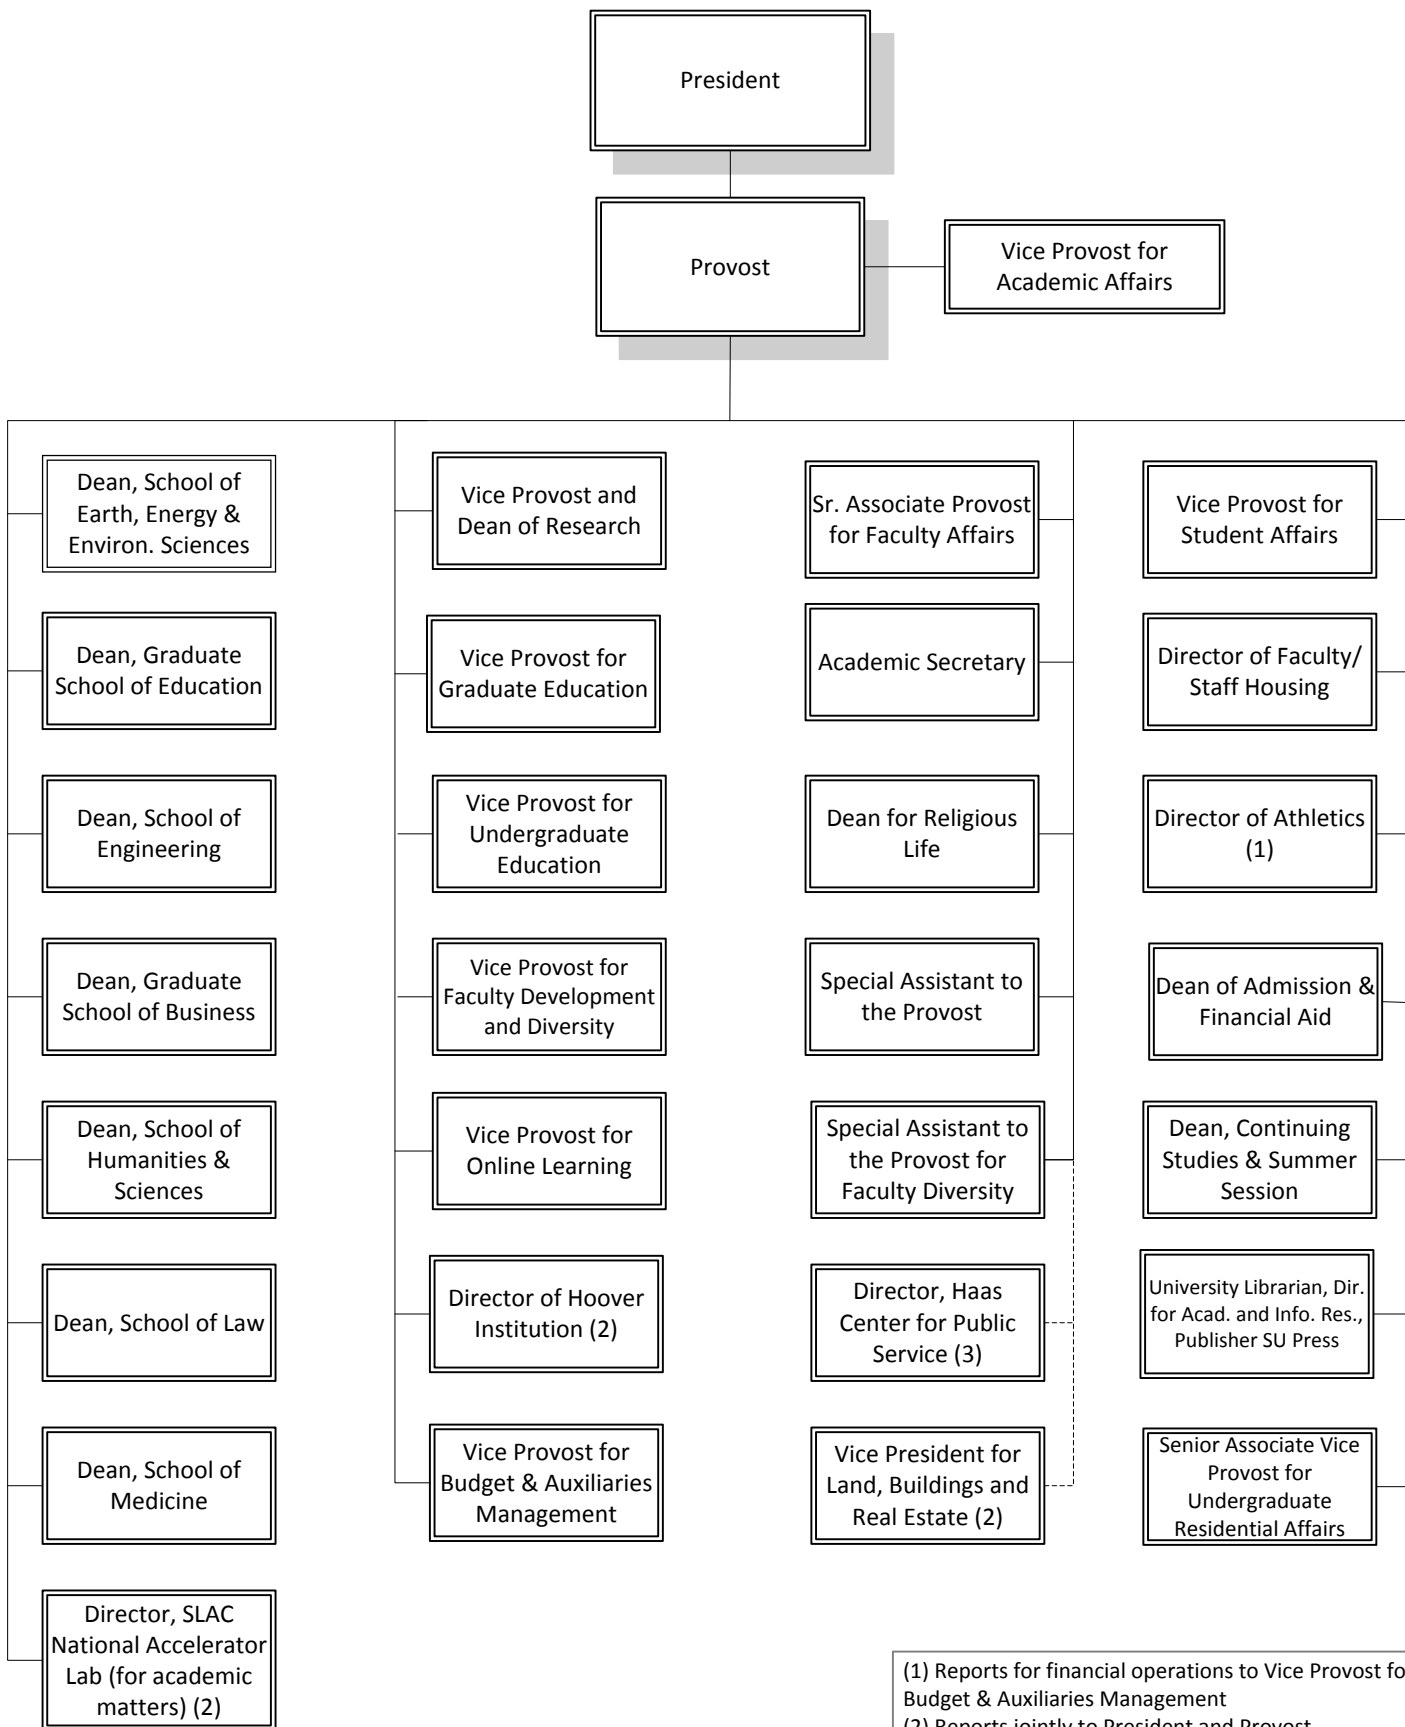 President
Provost
Vice Provost for
Academic Affairs
Dean, School of
Earth, Energy &
Environ. Sciences
Dean, Graduate
School of Education
Dean, School of
Engineering
Dean, Graduate
School of Business
Dean, School of
Humanities &
Sciences
Dean, School of Law
Dean, School of
Medicine
Director, SLAC
National Accelerator
Lab (for academic
matters) (2)
Vice Provost and
Dean of Research
Vice Provost for
Graduate Education
Vice Provost for
Undergraduate
Education
Vice Provost for
Faculty Development
and Diversity
Vice Provost for
Online Learning
Director of Hoover
Institution (2)
Vice Provost for
Budget & Auxiliaries
Management
Sr. Associate Provost
for Faculty Affairs
Academic Secretary
Dean for Religious
Life
Special Assistant to
the Provost
Special Assistant to
the Provost for
Faculty Diversity
Director, Haas
Center for Public
Service (3)
Vice President for
Land, Buildings and
Real Estate (2)
Vice Provost for
Student Affairs
Director of Faculty/
Staff Housing
Director of Athletics
(1)
Dean of Admission &
Financial Aid
Dean, Continuing
Studies & Summer
Session
University Librarian, Dir.
for Acad. and Info. Res.,
Publisher SU Press
Senior Associate Vice
Provost for
Undergraduate
Residential Affairs
(1) Reports for financial operations to Vice Provost fo
Budget & Auxiliaries Management
(2) Reports jointly to President and Provost